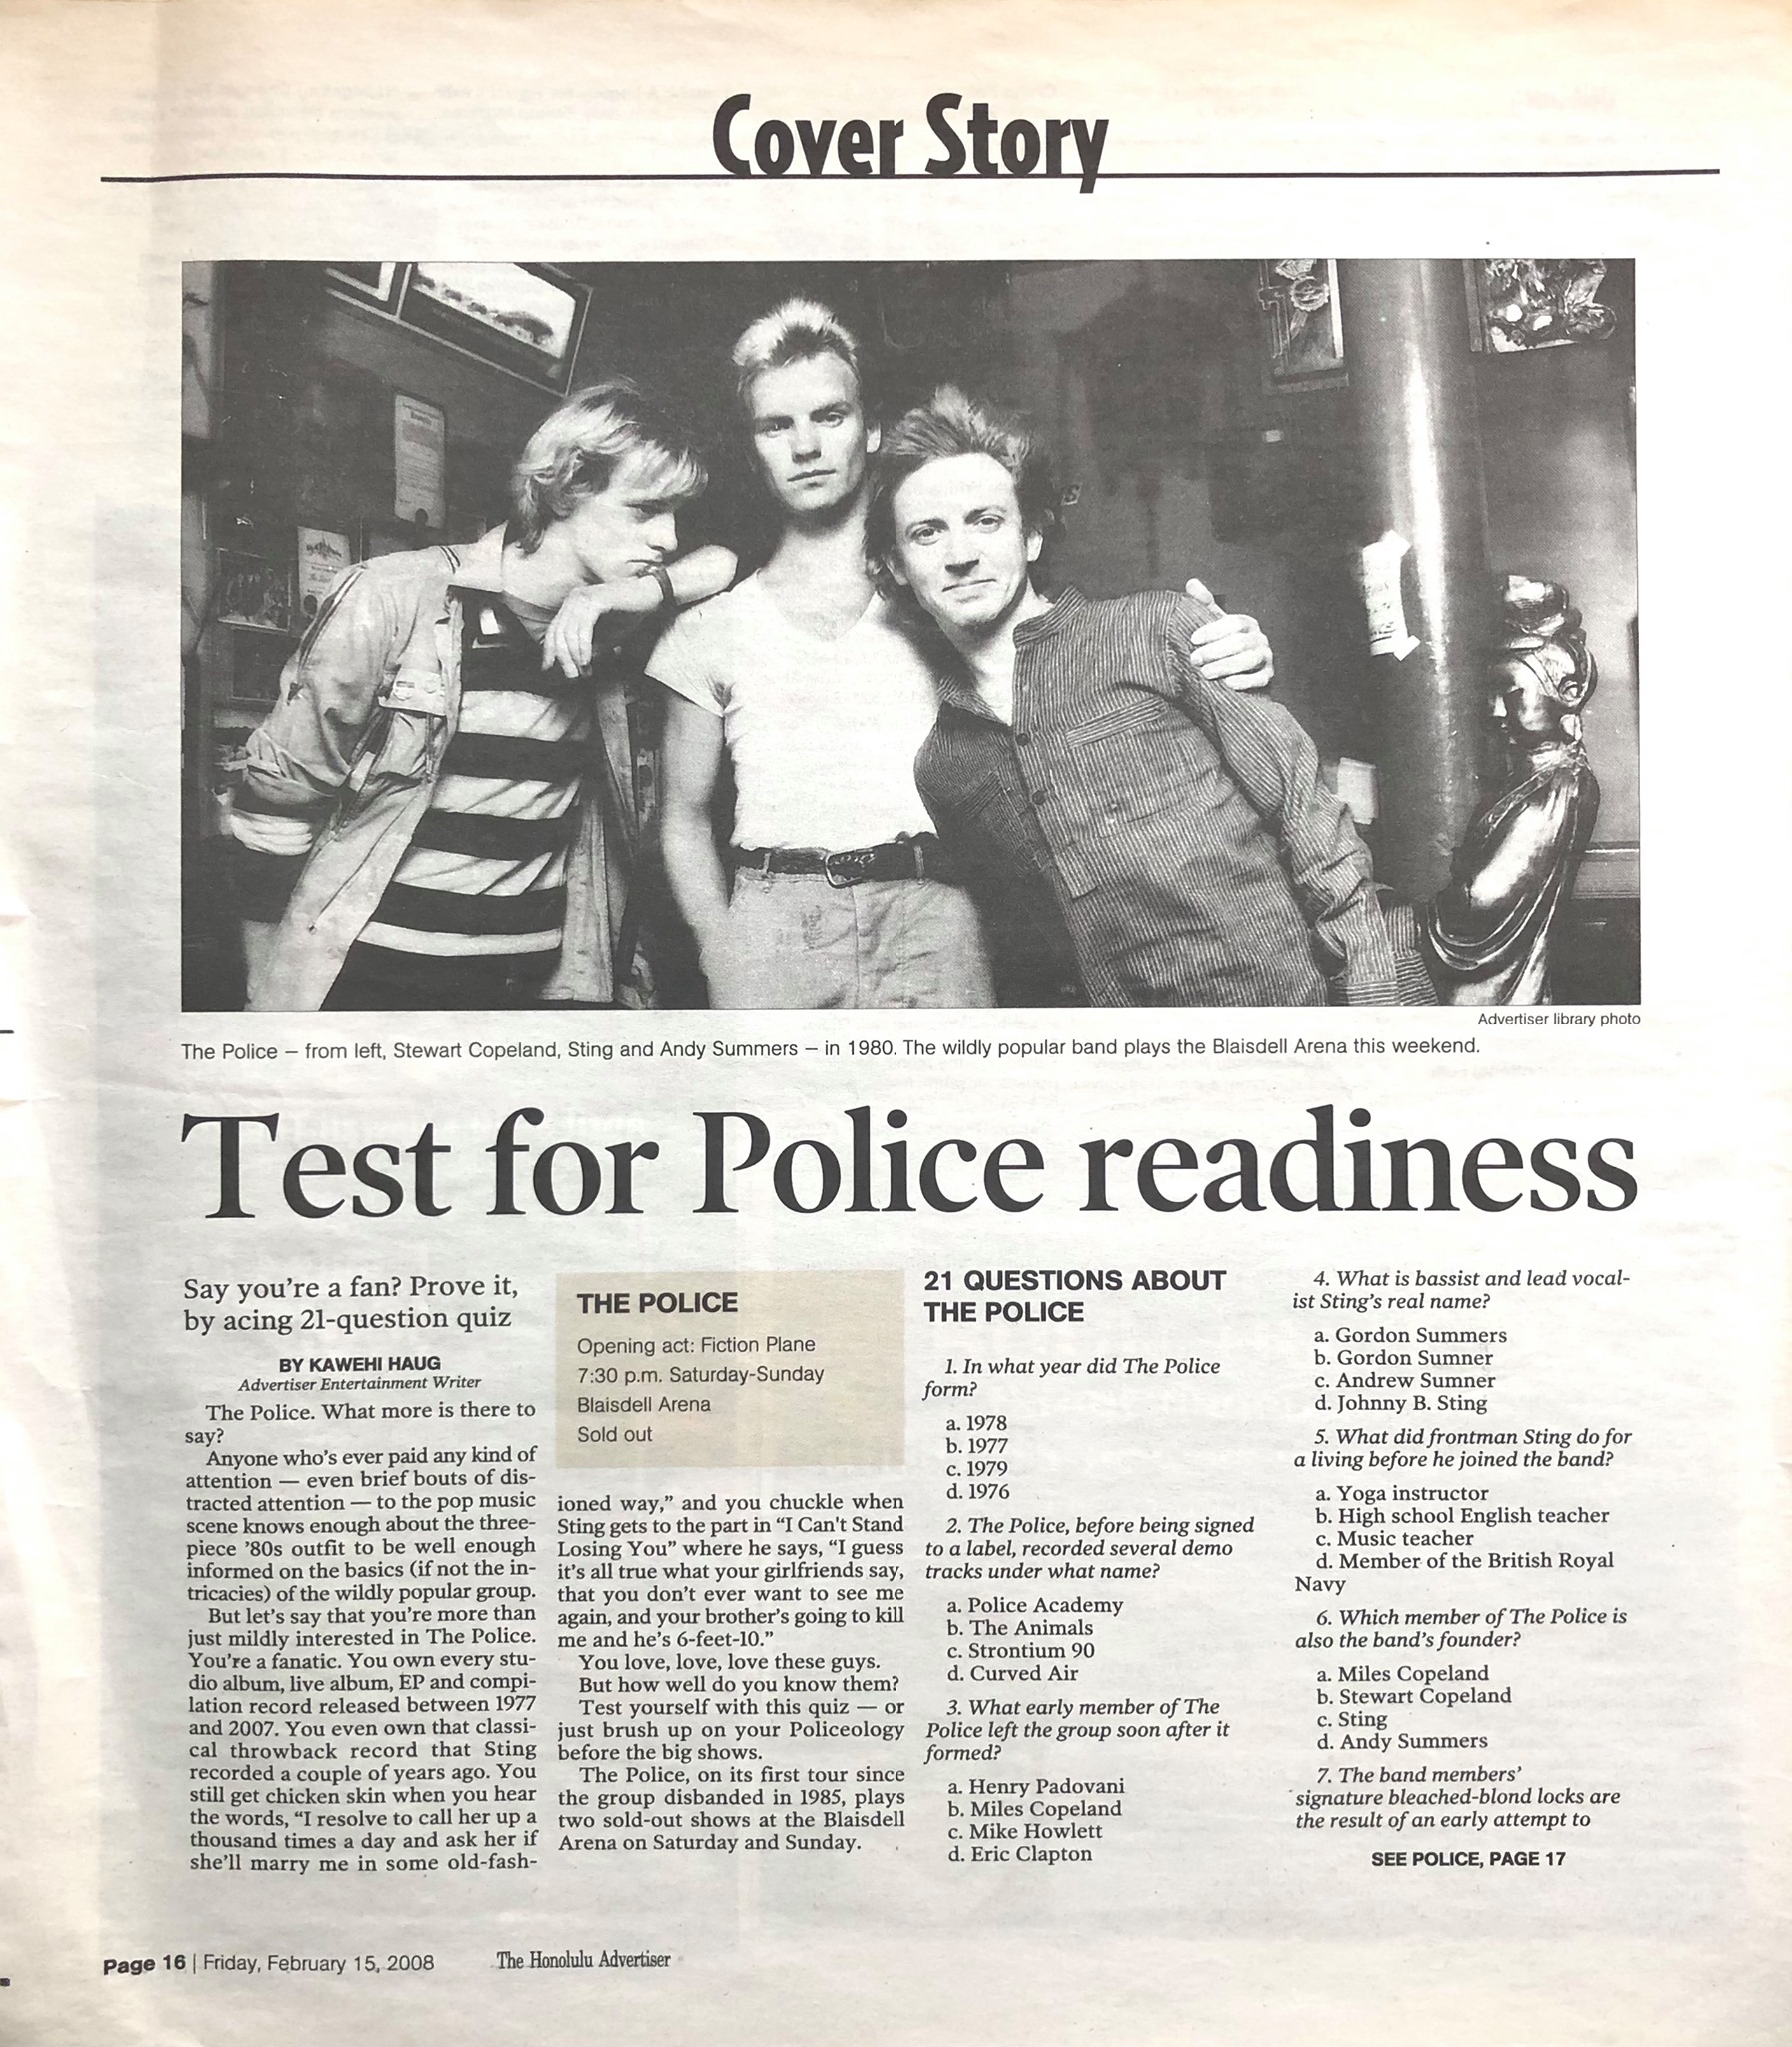 Cover Story
Advertiser library photo
The Police – from left, Stewart Copeland, Sting and Andy Summers – in 1980. The wildly popular band plays the Blaisdell Arena this weekend.
Test for Police readiness
Say you're a fan? Prove it,
by acing 21-question quiz
BY KAWEHI HAUG
Advertiser Entertainment Writer
The Police. What more is there to
say?
Anyone who's ever paid any kind of
attention — even brief bouts of dis-
tracted attention — to the pop music
scene knows enough about the three-
piece '80s outfit to be well enough
informed on the basics (if not the in-
tricacies) of the wildly popular group.
But let's say that you're more than
just mildly interested in The Police.
You're a fanatic. You own every stu-
dio album, live album, EP and compi-
lation record released between 1977
and 2007. You even own that classi-
cal throwback record that Sting
recorded a couple of years ago. You
still get chicken skin when you hear
the words, “I resolve to call her up a
thousand times a day and ask her if
she'll marry me in some old-fash-
THE POLICE
Opening act: Fiction Plane
7:30 p.m. Saturday-Sunday
Blaisdell Arena
Sold out
ioned way,” and you chuckle when
Sting gets to the part in “I Can't Stand
Losing You” where he says, “I guess
it's all true what your girlfriends say,
that you don't ever want to see me
again, and your brother's going to kill
me and he's 6-feet-10.”
You love, love, love these guys.
But how well do you know them?
Test yourself with this quiz — or
just brush up on your Policeology
before the big shows.
The Police, on its first tour since
the group disbanded in 1985, plays
two sold-out shows at the Blaisdell
Arena on Saturday and Sunday.
21 QUESTIONS ABOUT
THE POLICE
1. In what year did The Police
form?
a. 1978
b. 1977
c. 1979
d. 1976
2. The Police, before being signed
to a label, recorded several demo
tracks under what name?
a. Police Academy
b. The Animals
c. Strontium 90
d. Curved Air
3. What early member of The
Police left the group soon after it
formed?
a. Henry Padovani
b. Miles Copeland
c. Mike Howlett
d. Eric Clapton
4. What is bassist and lead vocal-
ist Sting's real name?
a. Gordon Summers
b. Gordon Sumner
c. Andrew Sumner
d. Johnny B. Sting
5. What did frontman Sting do for
a living before he joined the band?
a. Yoga instructor
b. High school English teacher
c. Music teacher
d. Member of the British Royal
Navy
6. Which member of The Police is
also the band's founder?
a. Miles Copeland
b. Stewart Copeland
c. Sting
d. Andy Summers
7. The band members'
signature bleached-blond locks are
the result of an early attempt to
SEE POLICE, PAGE 17
Page 16 | Friday, February 15, 2008 The Honolulu Advertiser